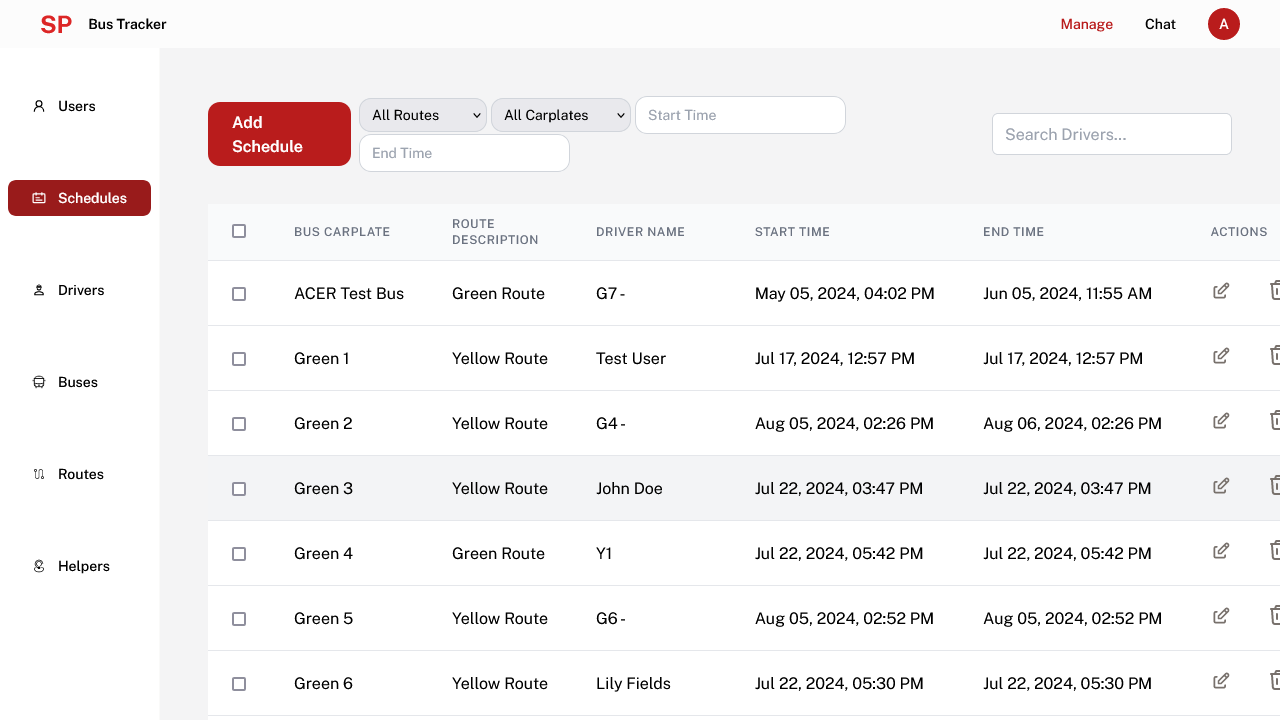 SP Bus Tracker Manage Chat A
Users
Schedules
Drivers
Buses
Routes
Helpers
Add Schedule
All Routes
All Carplates
Start Time
End Time
Search Drivers...
BUS CARPLATE ROUTE DESCRIPTION DRIVER NAME START TIME END TIME ACTIONS
ACER Test Bus Green Route G7 - May 05, 2024, 04:02 PM Jun 05, 2024, 11:55 AM
Green 1 Yellow Route Test User Jul 17, 2024, 12:57 PM Jul 17, 2024, 12:57 PM
Green 2 Yellow Route G4 - Aug 05, 2024, 02:26 PM Aug 06, 2024, 02:26 PM
Green 3 Yellow Route John Doe Jul 22, 2024, 03:47 PM Jul 22, 2024, 03:47 PM
Green 4 Green Route Y1 Jul 22, 2024, 05:42 PM Jul 22, 2024, 05:42 PM
Green 5 Yellow Route G6 - Aug 05, 2024, 02:52 PM Aug 05, 2024, 02:52 PM
Green 6 Yellow Route Lily Fields Jul 22, 2024, 05:30 PM Jul 22, 2024, 05:30 PM